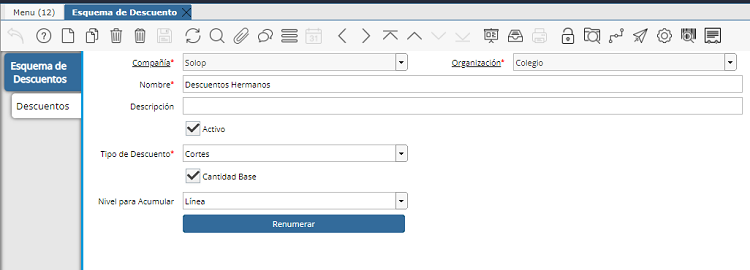 Menu (12)
Esquema de Descuento
Esquema de
Descuentos
Descuentos
Compañía* Solop Organización* Colegio
Nombre* Descuentos Hermanos
Descripción
Activo
Tipo de Descuento* Cortes
Cantidad Base
Nivel para Acumular Línea
Renumerar
31